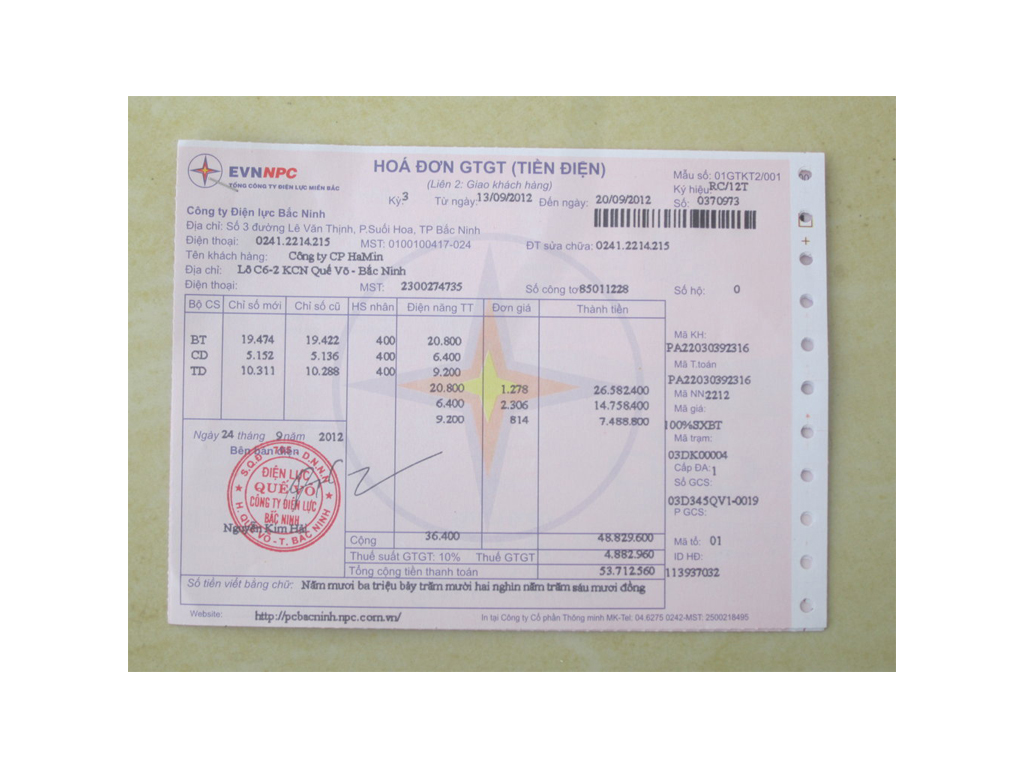 EVNNPC
TỔNG CÔNG TY ĐIỆN LỰC MIỀN BẮC
HOÁ ĐƠN GTGT (TIỀN ĐIỆN)
(Liên 2: Giao khách hàng)
Mẫu số: 01GTKT2/001
Ký hiệu: RC/12T
Kỳ: 3 Từ ngày: 13/09/2012 Đến ngày: 20/09/2012 Số: 0370973
Công ty Điện lực Bắc Ninh
Địa chỉ: Số 3 đường Lê Văn Thịnh, P.Suối Hoa, TP Bắc Ninh
Điện thoại: 0241.2214.215 MST: 0100100417-024 ĐT sửa chữa: 0241.2214.215
Tên khách hàng: Công ty CP HaMin
Địa chỉ: Lô C6-2 KCN Quế Võ - Bắc Ninh
Điện thoại: MST: 2300274735 Số công tơ 85011228 Số hộ: 0
Bộ CS Chỉ số mới Chỉ số cũ HS nhân Điện năng TT Đơn giá Thành tiền
BT 19.474 19.422 400 20.800
CD 5.152 5.136 400 6.400
TD 10.311 10.288 400 9.200
20.800 1.278 26.582.400
6.400 2.306 14.758.400
9.200 814 7.488.800
Mã KH:
PA22030392316
Mã T.toán
PA22030392316
Mã NN 2212
Mã giá:
100%SXBT
Mã trạm:
03DK00004
Cấp ĐA: 1
Số GCS:
03D345QV1-0019
P GCS:
Mã tổ: 01
ID HĐ:
113937032
Ngày 24 tháng 9 năm 2012
Bên bán điện
S.Q.Đ D.N.N.N
ĐIỆN LỰC
QUẾ VÕ
CÔNG TY ĐIỆN LỰC
BẮC NINH
H. QUẾ VÕ - T. BẮC NINH
Nguyễn Kim Hải
Cộng 36.400 48.829.600
Thuế suất GTGT: 10% Thuế GTGT 4.882.960
Tổng cộng tiền thanh toán 53.712.560
Số tiền viết bằng chữ: Năm mươi ba triệu bảy trăm mười hai nghìn năm trăm sáu mươi đồng
Website: http://pcbacninh.npc.com.vn/ In tại Công ty Cổ phần Thông minh MK-Tel: 04.6275 0242-MST: 2500218495